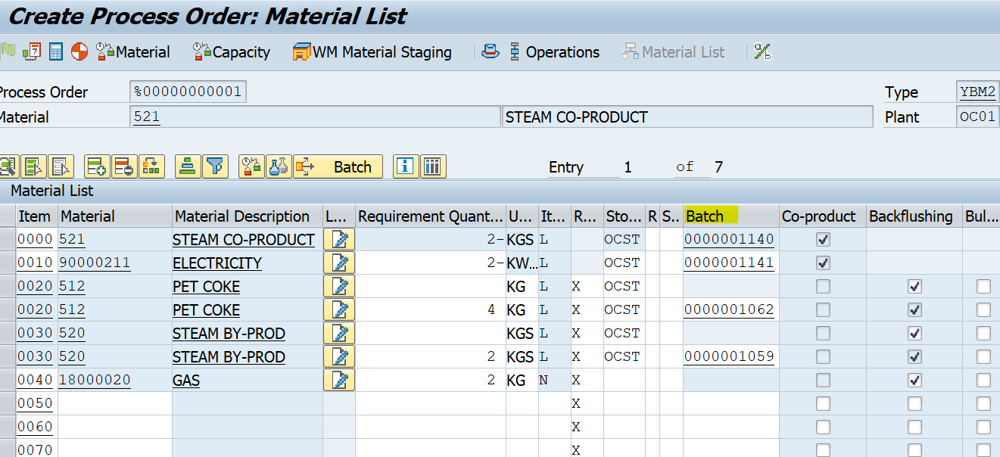 Create Process Order: Material List
Material Capacity WM Material Staging Operations Material List
Process Order %00000000001 Type YBM2
Material 521 STEAM CO-PRODUCT Plant OC01
Batch Entry 1 of 7
Material List
Item Material Material Description L... Requirement Quant... U... It... R... Sto... R S.. Batch Co-product Backflushing Bul...
0000 521 STEAM CO-PRODUCT 2- KGS L OCST 0000001140
0010 90000211 ELECTRICITY 2- KW... L OCST 0000001141
0020 512 PET COKE KG L X OCST
0020 512 PET COKE 4 KG L X OCST 0000001062
0030 520 STEAM BY-PROD KGS L X OCST
0030 520 STEAM BY-PROD 2 KGS L X OCST 0000001059
0040 18000020 GAS 2 KG N X
0050 X
0060 X
0070 X